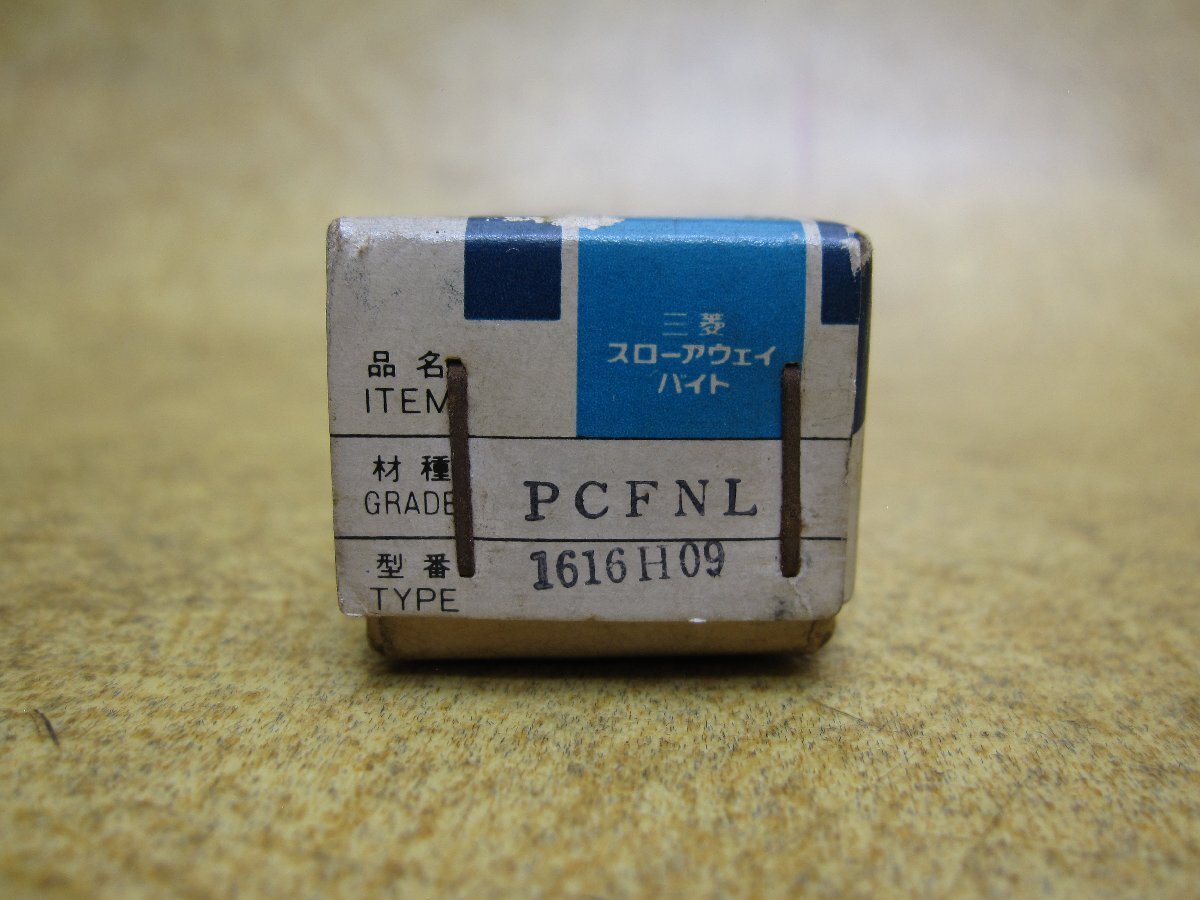 三菱
スローアウェイ
バイト
品名
ITEM
材種
GRADE
PCFNL
型番
TYPE
1616H09